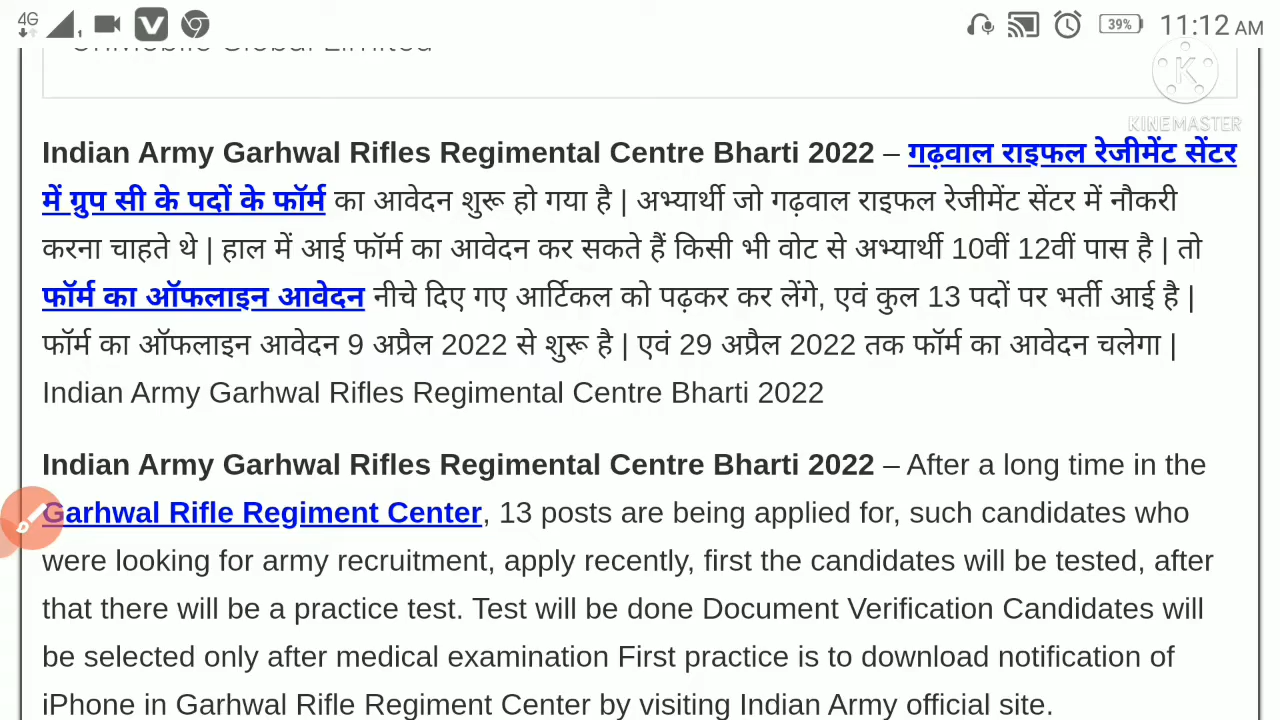 4G 1 39% 11:12 AM
OnMobile Global Limited
K
KINEMASTER
Indian Army Garhwal Rifles Regimental Centre Bharti 2022 – गढ़वाल राइफल रेजीमेंट सेंटर
में ग्रुप सी के पदों के फॉर्म का आवेदन शुरू हो गया है | अभ्यार्थी जो गढ़वाल राइफल रेजीमेंट सेंटर में नौकरी
करना चाहते थे | हाल में आई फॉर्म का आवेदन कर सकते हैं किसी भी वोट से अभ्यार्थी 10वीं 12वीं पास है | तो
फॉर्म का ऑफलाइन आवेदन नीचे दिए गए आर्टिकल को पढ़कर कर लेंगे, एवं कुल 13 पदों पर भर्ती आई है |
फॉर्म का ऑफलाइन आवेदन 9 अप्रैल 2022 से शुरू है | एवं 29 अप्रैल 2022 तक फॉर्म का आवेदन चलेगा |
Indian Army Garhwal Rifles Regimental Centre Bharti 2022
Indian Army Garhwal Rifles Regimental Centre Bharti 2022 – After a long time in the
Garhwal Rifle Regiment Center, 13 posts are being applied for, such candidates who
were looking for army recruitment, apply recently, first the candidates will be tested, after
that there will be a practice test. Test will be done Document Verification Candidates will
be selected only after medical examination First practice is to download notification of
iPhone in Garhwal Rifle Regiment Center by visiting Indian Army official site.